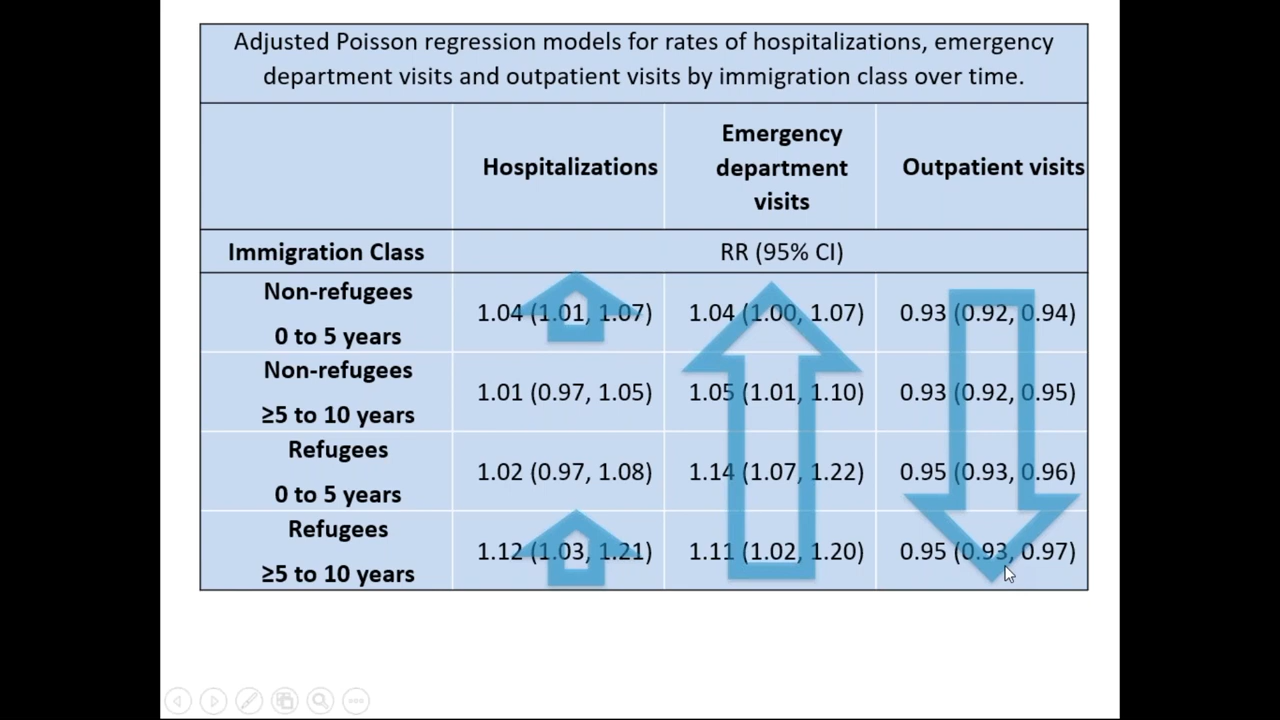 Adjusted Poisson regression models for rates of hospitalizations, emergency
department visits and outpatient visits by immigration class over time.
Hospitalizations
Emergency
department
visits
Outpatient visits
Immigration Class
RR (95% CI)
Non-refugees
0 to 5 years
1.04 (1.01, 1.07)
1.04 (1.00, 1.07)
0.93 (0.92, 0.94)
Non-refugees
≥5 to 10 years
1.01 (0.97, 1.05)
1.05 (1.01, 1.10)
0.93 (0.92, 0.95)
Refugees
0 to 5 years
1.02 (0.97, 1.08)
1.14 (1.07, 1.22)
0.95 (0.93, 0.96)
Refugees
≥5 to 10 years
1.12 (1.03, 1.21)
1.11 (1.02, 1.20)
0.95 (0.93, 0.97)